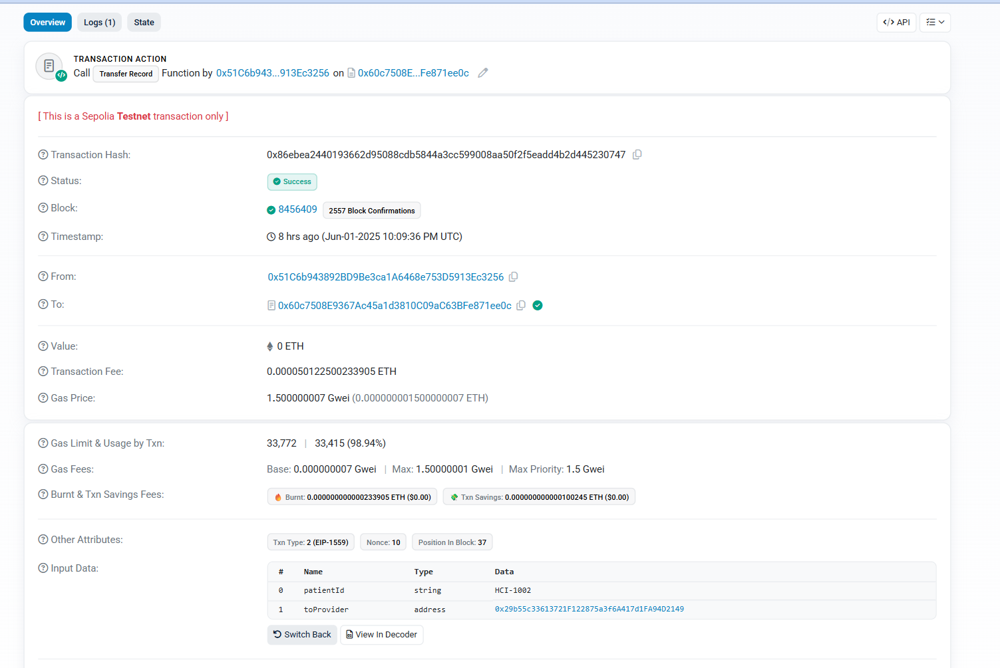 Overview Logs (1) State API
TRANSACTION ACTION
Call Transfer Record Function by 0x51C6b943...913Ec3256 on 0x60c7508E...Fe871ee0c
[ This is a Sepolia Testnet transaction only ]
Transaction Hash: 0x86ebea2440193662d95088cdb5844a3cc599008aa50f2f5eadd4b2d445230747
Status: Success
Block: 8456409 2557 Block Confirmations
Timestamp: 8 hrs ago (Jun-01-2025 10:09:36 PM UTC)
From: 0x51C6b943892BD9Be3ca1A6468e753D5913Ec3256
To: 0x60c7508E9367Ac45a1d3810C09aC63BFe871ee0c
Value: 0 ETH
Transaction Fee: 0.000050122500233905 ETH
Gas Price: 1.500000007 Gwei (0.000000001500000007 ETH)
Gas Limit & Usage by Txn: 33,772 | 33,415 (98.94%)
Gas Fees: Base: 0.000000007 Gwei | Max: 1.50000001 Gwei | Max Priority: 1.5 Gwei
Burnt & Txn Savings Fees: Burnt: 0.000000000000233905 ETH ($0.00) Txn Savings: 0.000000000000100245 ETH ($0.00)
Other Attributes: Txn Type: 2 (EIP-1559) Nonce: 10 Position In Block: 37
Input Data:
# Name Type Data
0 patientId string HCI-1002
1 toProvider address 0x29b55c33613721F122875a3f6A417d1FA94D2149
Switch Back View In Decoder